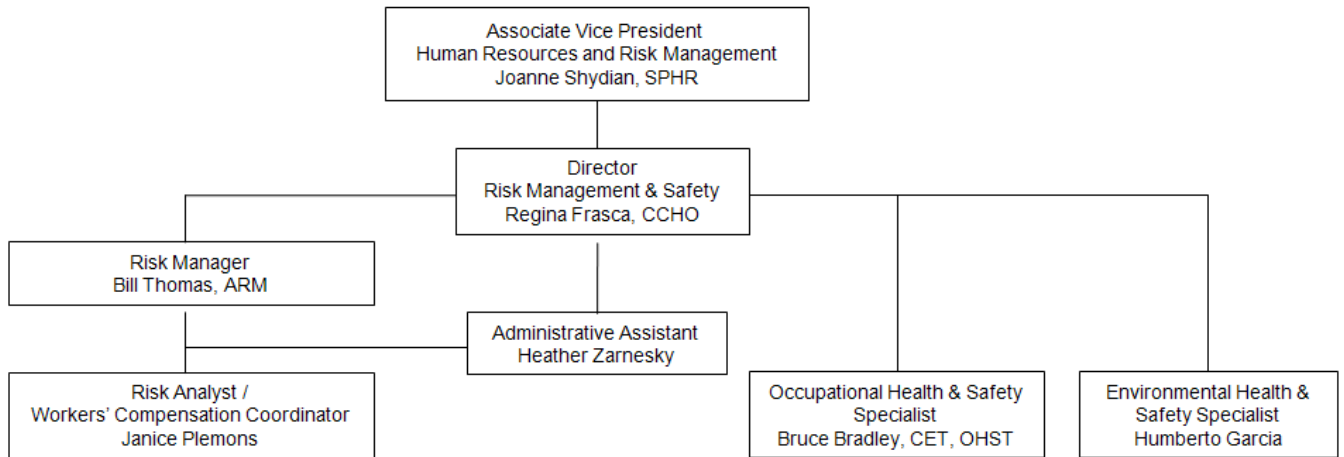 Associate Vice President
Human Resources and Risk Management
Joanne Shydian, SPHR
Director
Risk Management & Safety
Regina Frasca, CCHO
Risk Manager
Bill Thomas, ARM
Administrative Assistant
Heather Zarnesky
Risk Analyst /
Workers’ Compensation Coordinator
Janice Plemons
Occupational Health & Safety
Specialist
Bruce Bradley, CET, OHST
Environmental Health &
Safety Specialist
Humberto Garcia